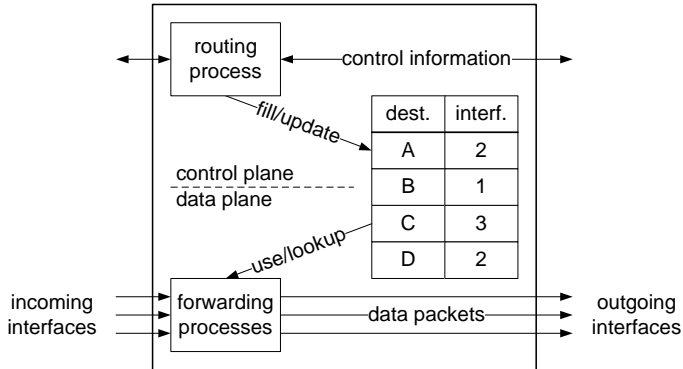 routing
process
control information
fill/update
dest. interf.
A 2
B 1
C 3
D 2
control plane
data plane
use/lookup
incoming
interfaces
forwarding
processes
data packets
outgoing
interfaces